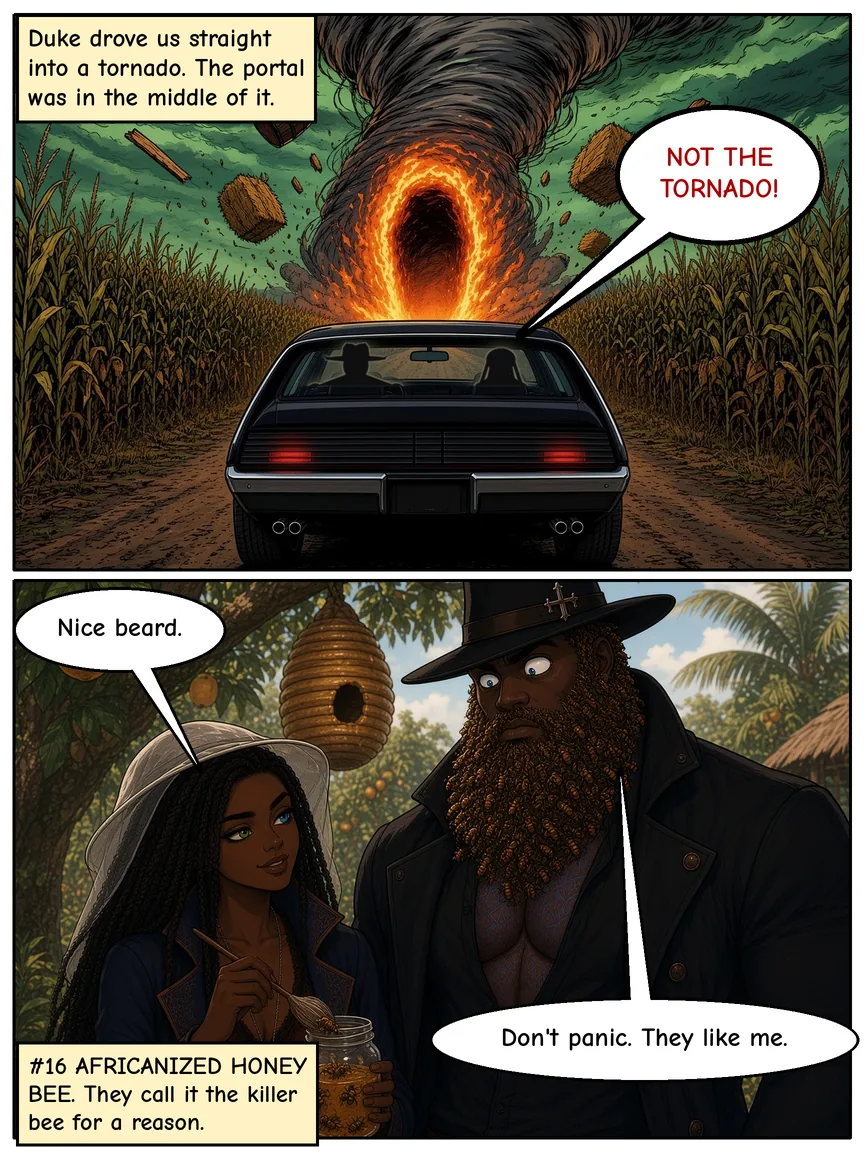 Duke drove us straight
into a tornado. The portal
was in the middle of it.
NOT THE
TORNADO!
Nice beard.
Don't panic. They like me.
#16 AFRICANIZED HONEY
BEE. They call it the killer
bee for a reason.